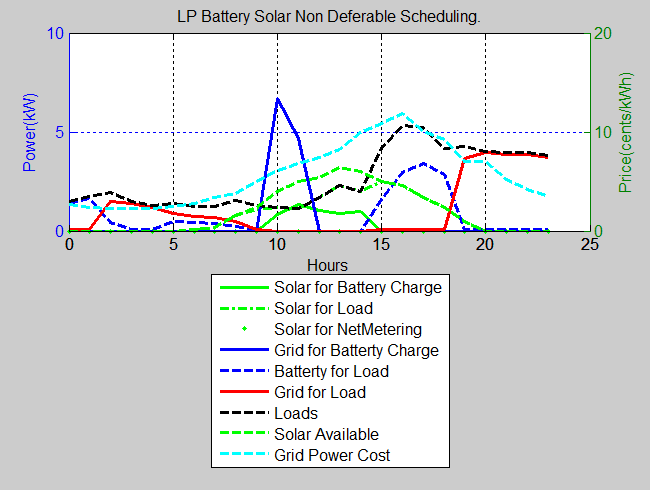 LP Battery Solar Non Deferable Scheduling.
10
20
Power(kW)
5
10
Price(cents/kWh)
0
0
0
5
10
15
20
25
Hours
Solar for Battery Charge
Solar for Load
Solar for NetMetering
Grid for Batterty Charge
Batterty for Load
Grid for Load
Loads
Solar Available
Grid Power Cost